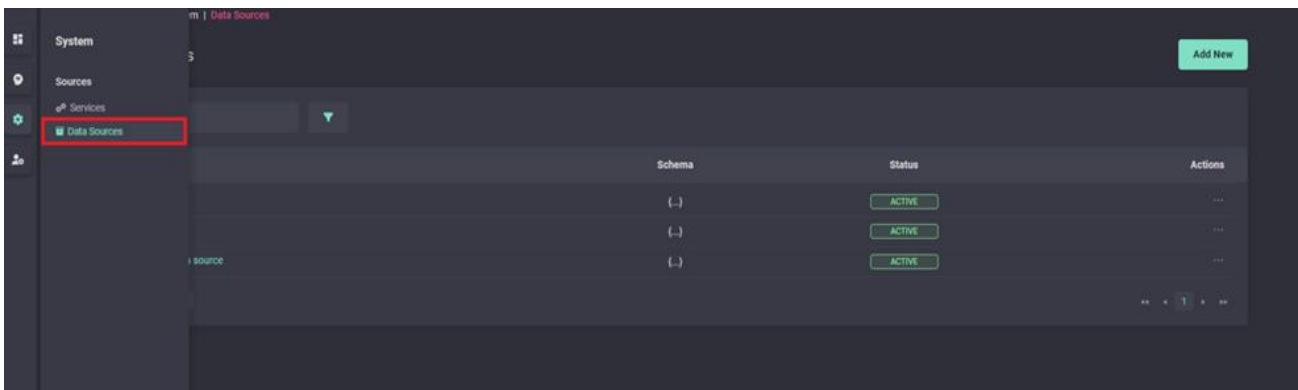 m | Data Sources
System
s
Add New
Sources
Services
Data Sources
Schema Status Actions
{...} ACTIVE ...
{...} ACTIVE ...
source {...} ACTIVE ...
«« « 1 » »»